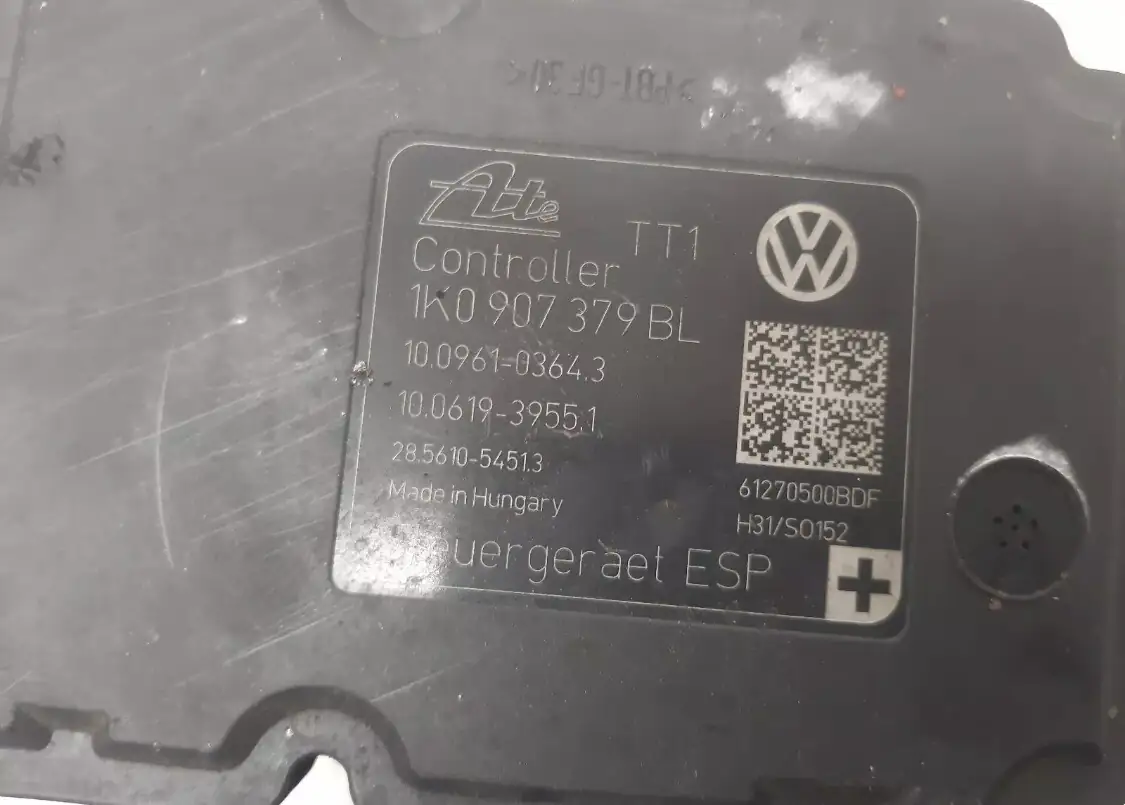 >PBT-GF30<
Ate
TT1
Controller
1K0 907 379 BL
10.0961-0364.3
10.0619-3955.1
28.5610-5451.3
Made in Hungary
61270500BDF
H31/S0152
euergeraet ESP